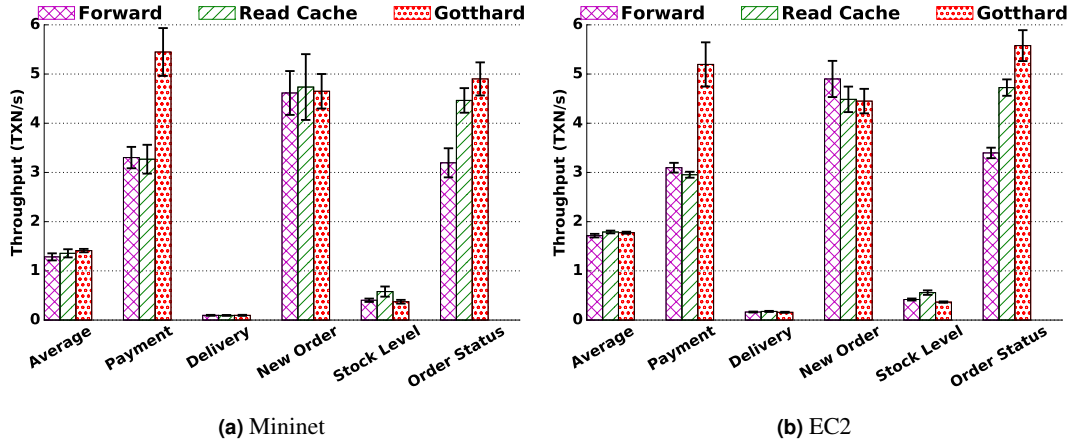 Forward Read Cache Gotthard
Throughput (TXN/s)
6
5
4
3
2
1
0
Average Payment Delivery New Order Stock Level Order Status
(a) Mininet
Forward Read Cache Gotthard
Throughput (TXN/s)
6
5
4
3
2
1
0
Average Payment Delivery New Order Stock Level Order Status
(b) EC2